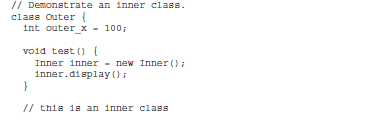 // Demonstrate an inner class.
class Outer {
int outer_x = 100;
void test() {
Inner inner = new Inner();
inner.display();
}
// this is an inner class